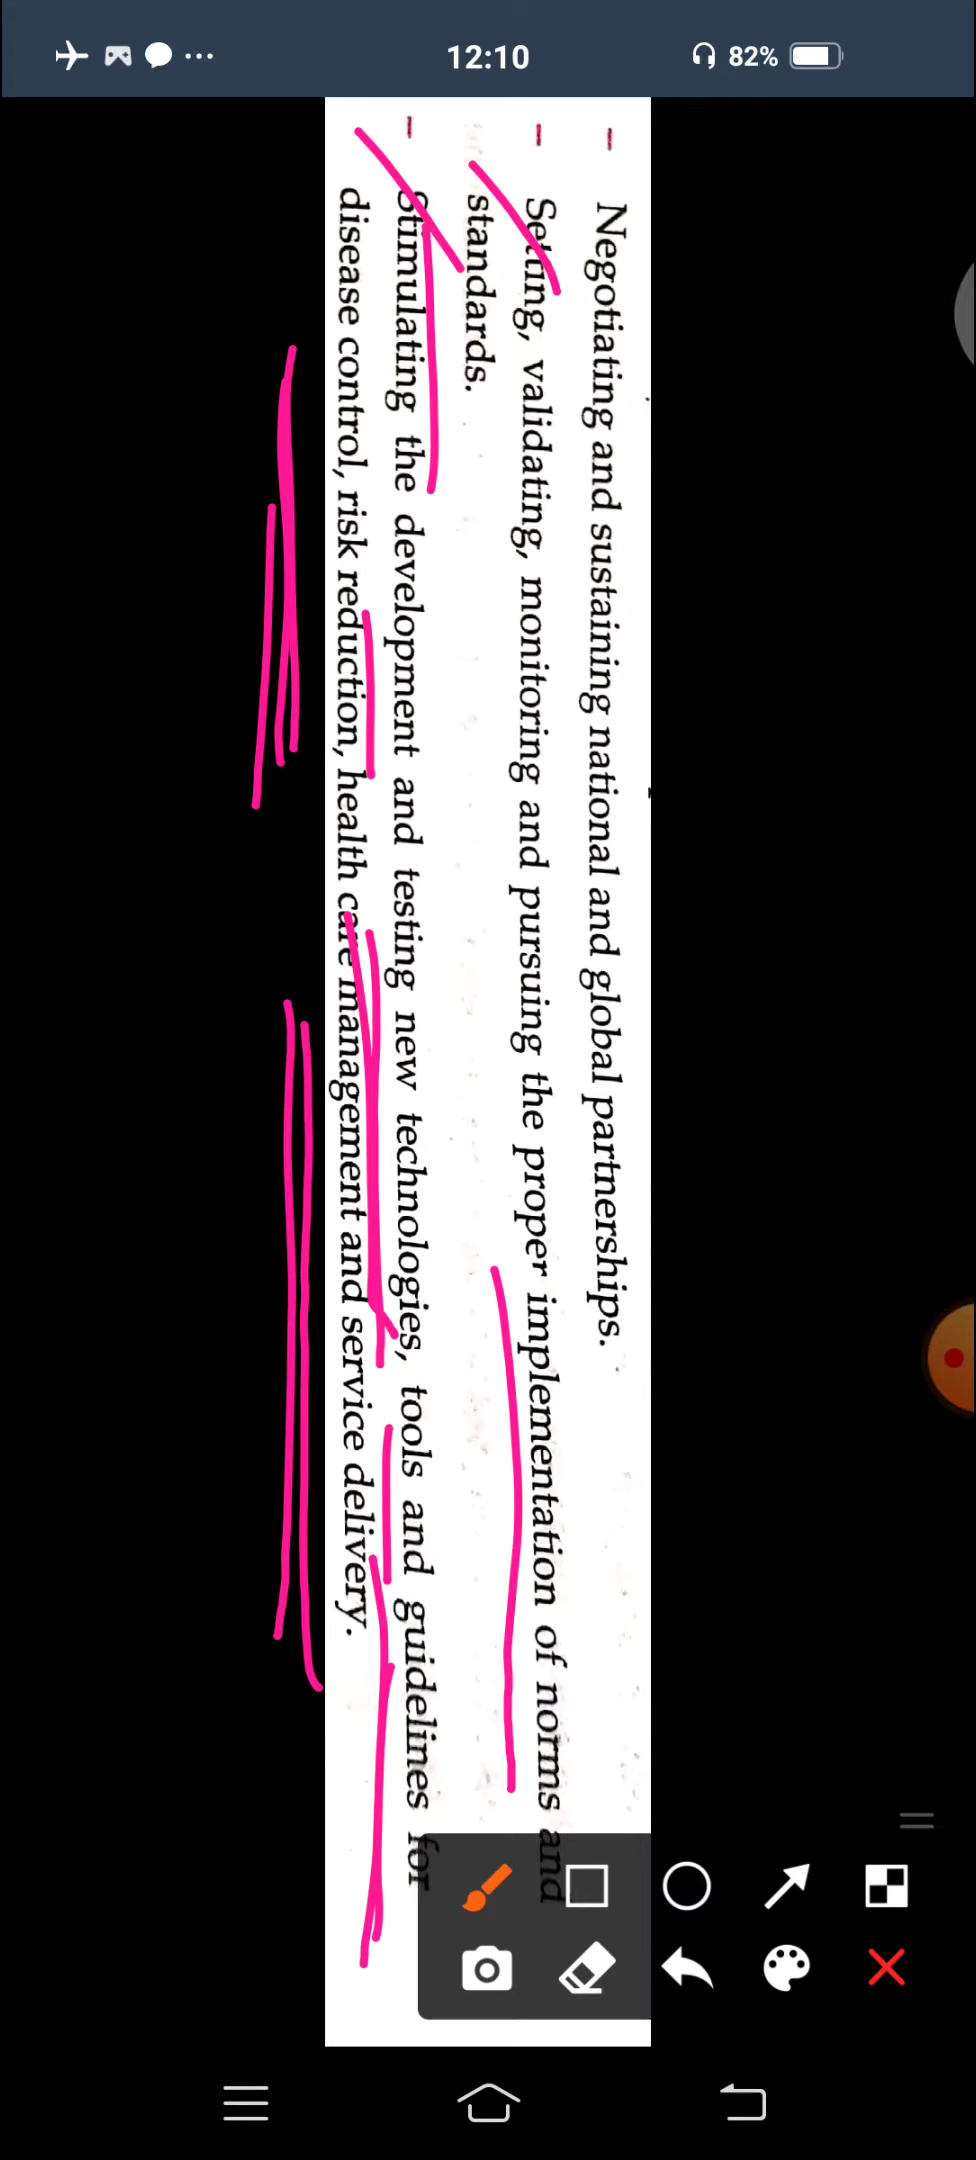 12:10
82%
– Negotiating and sustaining national and global partnerships.
– Setting, validating, monitoring and pursuing the proper implementation of norms and
standards.
– Stimulating the development and testing new technologies, tools and guidelines for
disease control, risk reduction, health care management and service delivery.